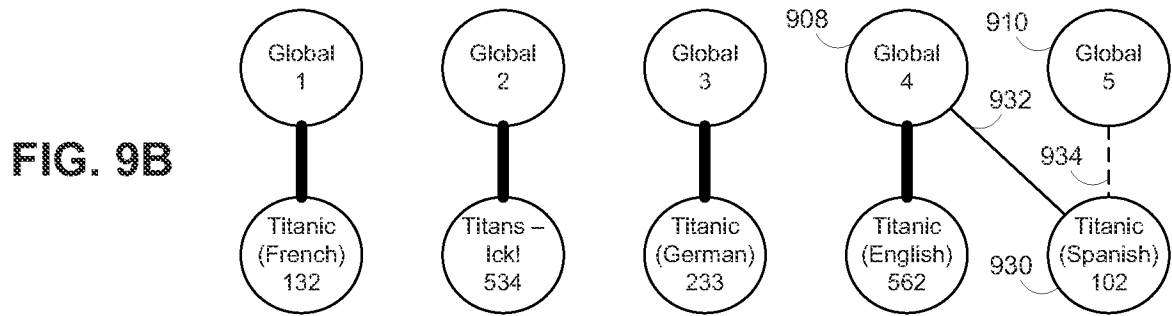 908
910
Global
1
Global
2
Global
3
Global
4
Global
5
932
FIG. 9B
934
Titanic
(French)
132
Titans –
Ick!
534
Titanic
(German)
233
Titanic
(English)
562
930
Titanic
(Spanish)
102